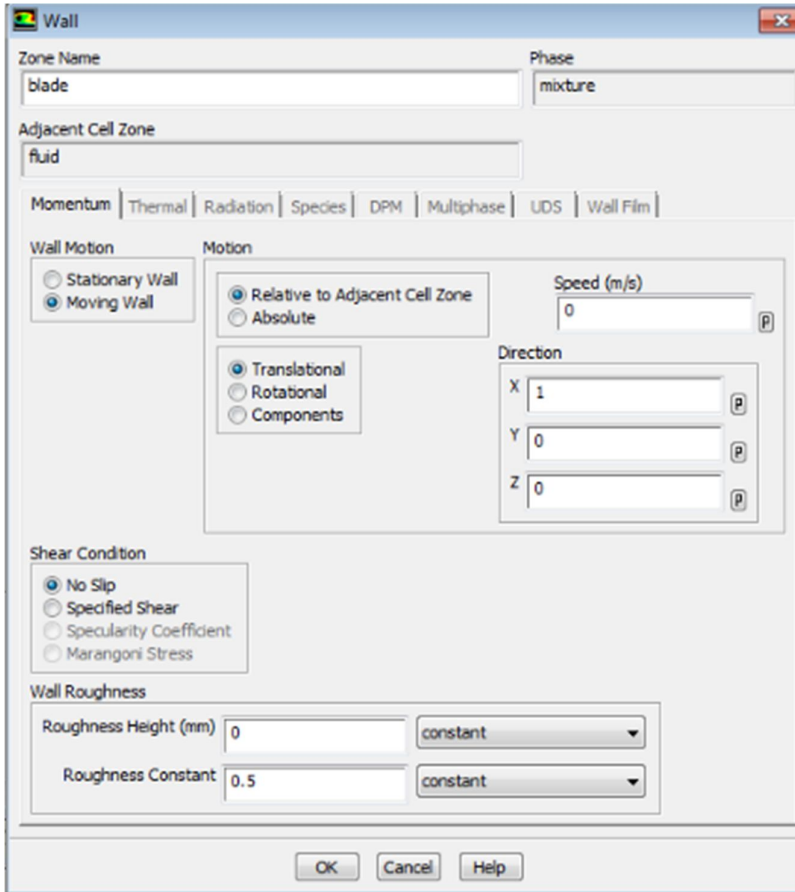 Wall
Zone Name
Phase
blade
mixture
Adjacent Cell Zone
fluid
Momentum Thermal Radiation Species DPM Multiphase UDS Wall Film
Wall Motion
Motion
Stationary Wall
Moving Wall
Relative to Adjacent Cell Zone
Absolute
Speed (m/s)
0
P
Translational
Rotational
Components
Direction
X 1 P
Y 0 P
Z 0 P
Shear Condition
No Slip
Specified Shear
Specularity Coefficient
Marangoni Stress
Wall Roughness
Roughness Height (mm) 0 constant
Roughness Constant 0.5 constant
OK Cancel Help